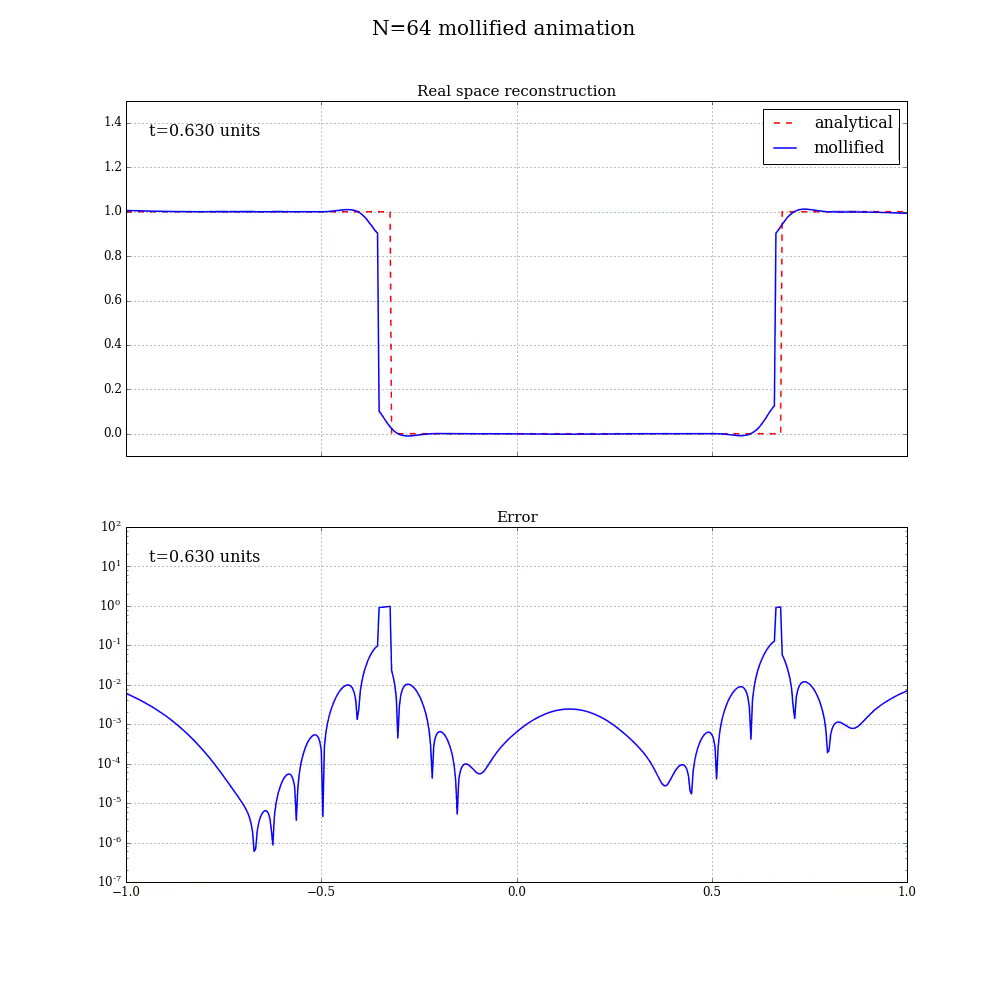 N=64 mollified animation
Real space reconstruction
t=0.630 units
analytical
mollified
1.4
1.2
1.0
0.8
0.6
0.4
0.2
0.0
Error
t=0.630 units
10²
10¹
10⁰
10⁻¹
10⁻²
10⁻³
10⁻⁴
10⁻⁵
10⁻⁶
10⁻⁷
−1.0 −0.5 0.0 0.5 1.0